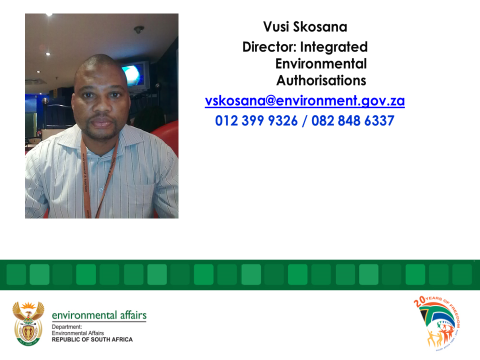 Vusi Skosana
Director: Integrated
Environmental
Authorisations
vskosana@environment.gov.za
012 399 9326 / 082 848 6337
environmental affairs
Department:
Environmental Affairs
REPUBLIC OF SOUTH AFRICA
20 YEARS OF FREEDOM